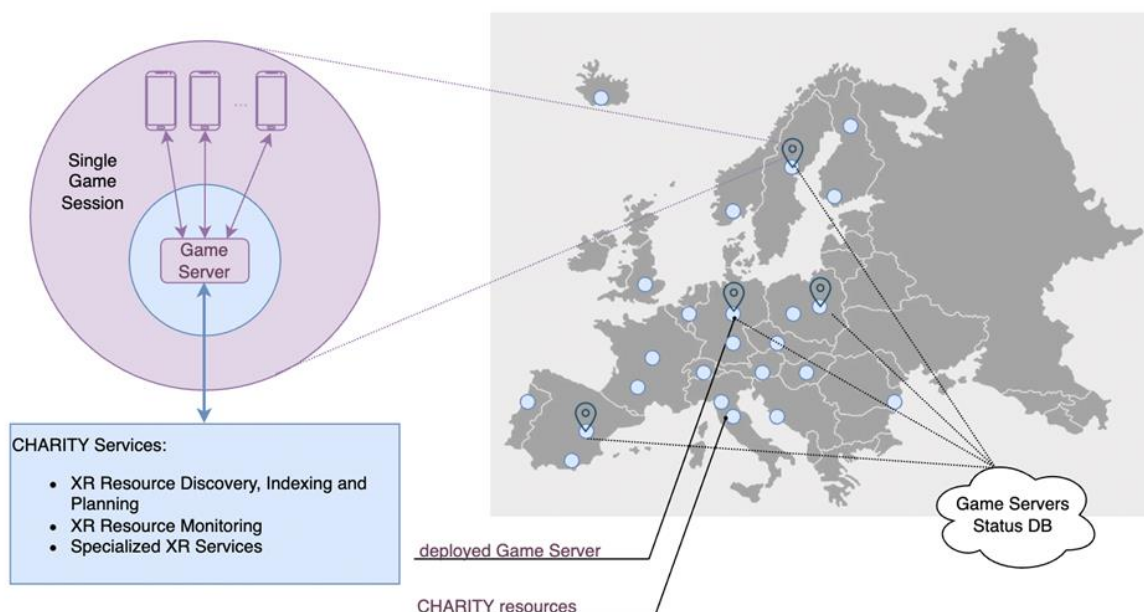 Single
Game
Session
...
Game
Server
CHARITY Services:
• XR Resource Discovery, Indexing and
Planning
• XR Resource Monitoring
• Specialized XR Services
Game Servers
Status DB
deployed Game Server
CHARITY resources